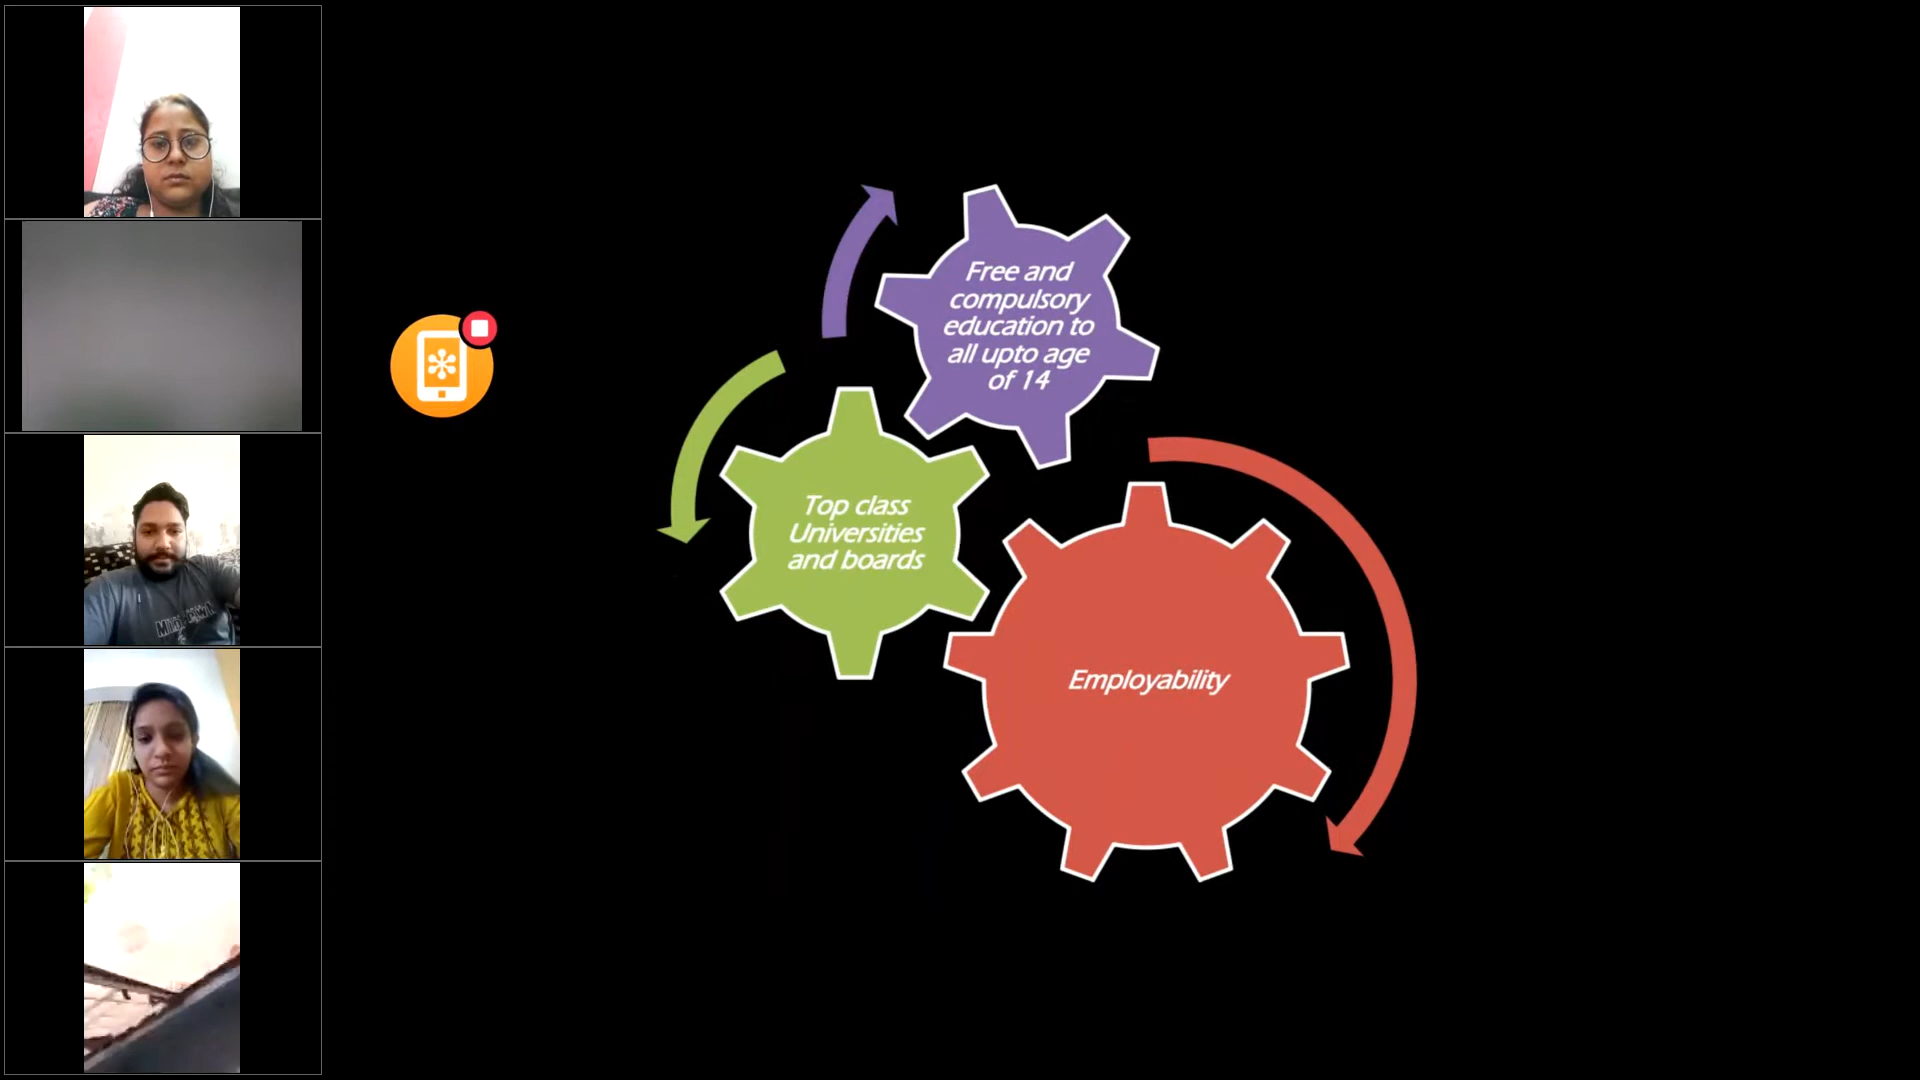 Free and
compulsory
education to
all upto age
of 14
Top class
Universities
and boards
Employability